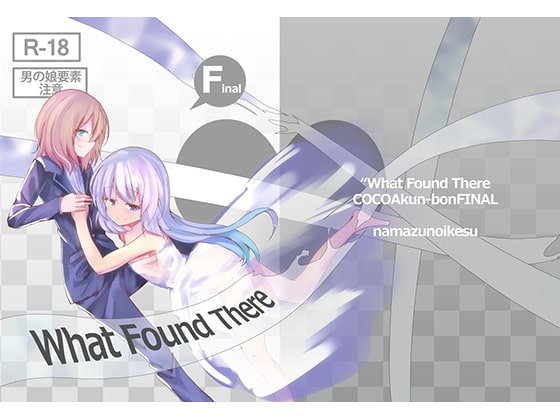 R-18
男の娘要素
注意
Final
"What Found There
COCOAkun-bonFINAL
namazunoikesu
What Found There